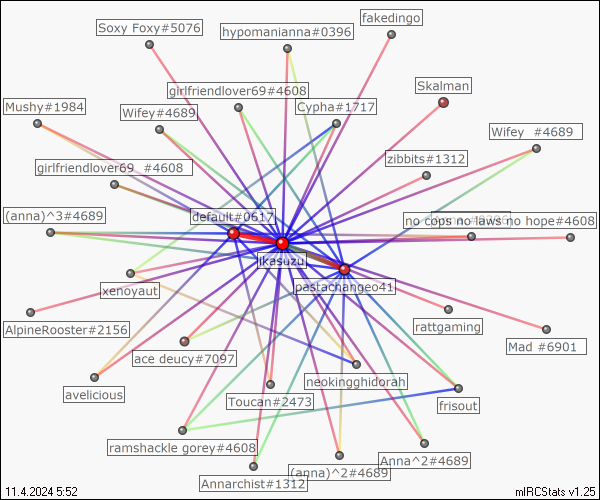 Soxy Foxy#5076
hypomanianna#0396
fakedingo
girlfriendlover69#4608
Skalman
Mushy#1984
Wifey#4689
Cypha#1717
Wifey  #4689
girlfriendlover69_#4608
zibbits#1312
(anna)^3#4689
default#0617
no cops no laws no hope#4608
Ikasuzu
pastachangeo41
xenoyaut
AlpineRooster#2156
rattgaming
Mad #6901
ace deucy#7097
avelicious
neokingghidorah
Toucan#2473
frisout
ramshackle gorey#4608
(anna)^2#4689
Anna^2#4689
Annarchist#1312
11.4.2024 5:52
mIRCStats v1.25